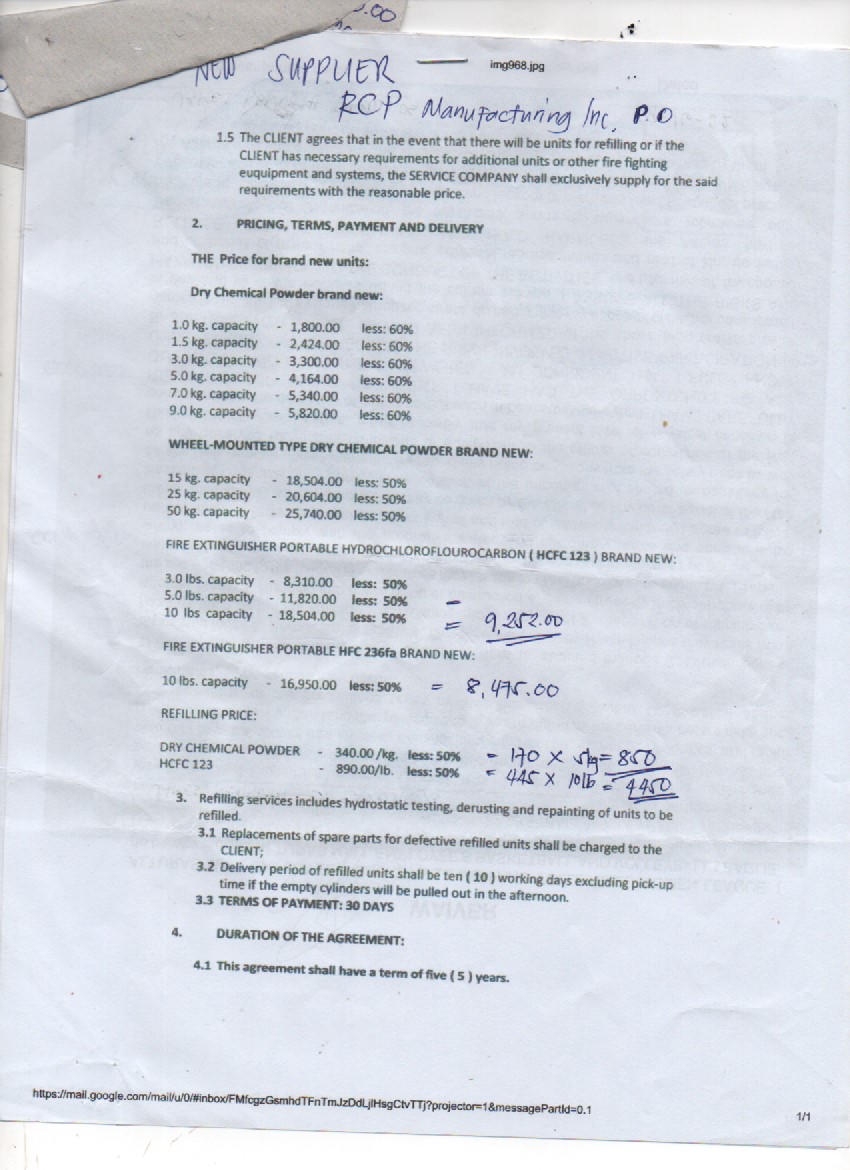 .00
NEW SUPPLIER
img968.jpg
RCP Manufacturing Inc. P.O
1.5 The CLIENT agrees that in the event that there will be units for refilling or if the
CLIENT has necessary requirements for additional units or other fire fighting
euquipment and systems, the SERVICE COMPANY shall exclusively supply for the said
requirements with the reasonable price.
2. PRICING, TERMS, PAYMENT AND DELIVERY
THE Price for brand new units:
Dry Chemical Powder brand new:
1.0 kg. capacity - 1,800.00 less: 60%
1.5 kg. capacity - 2,424.00 less: 60%
3.0 kg. capacity - 3,300.00 less: 60%
5.0 kg. capacity - 4,164.00 less: 60%
7.0 kg. capacity - 5,340.00 less: 60%
9.0 kg. capacity - 5,820.00 less: 60%
WHEEL-MOUNTED TYPE DRY CHEMICAL POWDER BRAND NEW:
15 kg. capacity - 18,504.00 less: 50%
25 kg. capacity - 20,604.00 less: 50%
50 kg. capacity - 25,740.00 less: 50%
FIRE EXTINGUISHER PORTABLE HYDROCHLOROFLOUROCARBON ( HCFC 123 ) BRAND NEW:
3.0 lbs. capacity - 8,310.00 less: 50%
5.0 lbs. capacity - 11,820.00 less: 50% -
10 lbs capacity - 18,504.00 less: 50% = 9,252.00
FIRE EXTINGUISHER PORTABLE HFC 236fa BRAND NEW:
10 lbs. capacity - 16,950.00 less: 50% = 8,475.00
REFILLING PRICE:
DRY CHEMICAL POWDER - 340.00 /kg. less: 50% = 170 x 5kg = 850
HCFC 123 - 890.00/lb. less: 50% = 445 x 10lb = 4450
3. Refilling services includes hydrostatic testing, derusting and repainting of units to be
refilled.
3.1 Replacements of spare parts for defective refilled units shall be charged to the
CLIENT;
3.2 Delivery period of refilled units shall be ten ( 10 ) working days excluding pick-up
time if the empty cylinders will be pulled out in the afternoon.
3.3 TERMS OF PAYMENT: 30 DAYS
WAIVER
4. DURATION OF THE AGREEMENT:
4.1 This agreement shall have a term of five ( 5 ) years.
https://mail.google.com/mail/u/0/#inbox/FMfcgzGsmhdTFnTmJzDdLjlHsgCtvTTj?projector=1&messagePartId=0.1
1/1